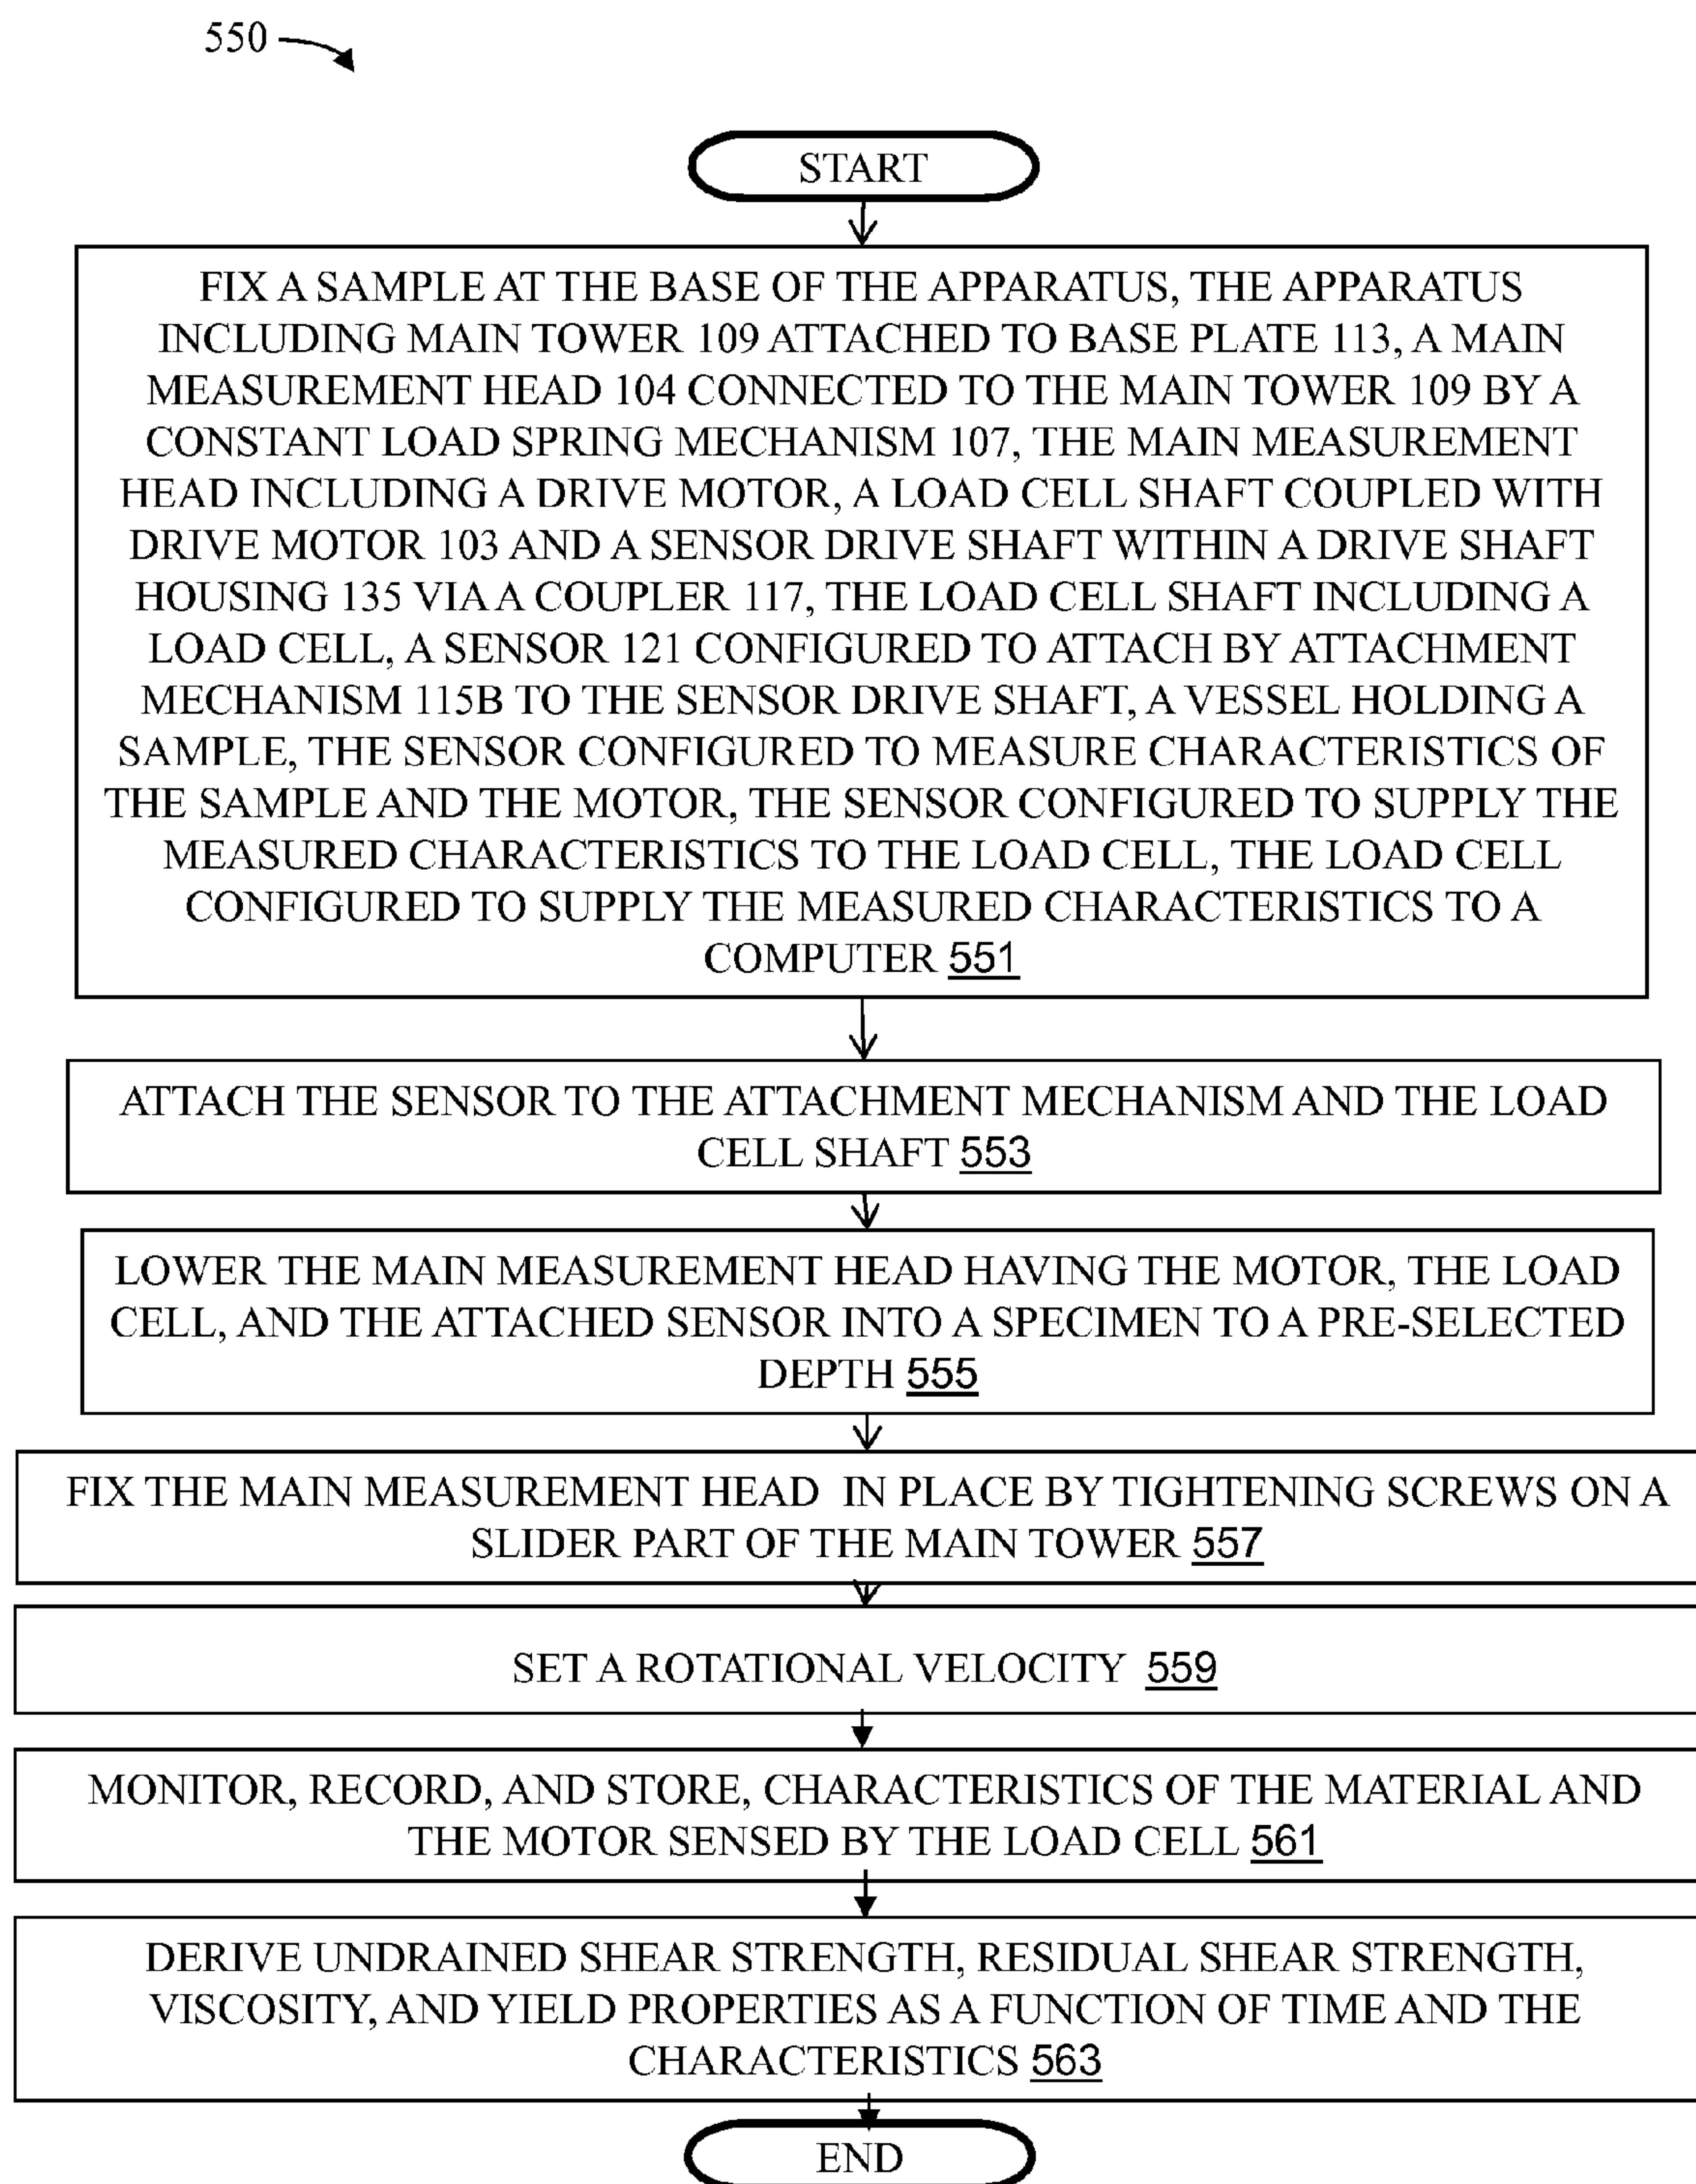 550
START
FIX A SAMPLE AT THE BASE OF THE APPARATUS, THE APPARATUS
INCLUDING MAIN TOWER 109 ATTACHED TO BASE PLATE 113, A MAIN
MEASUREMENT HEAD 104 CONNECTED TO THE MAIN TOWER 109 BY A
CONSTANT LOAD SPRING MECHANISM 107, THE MAIN MEASUREMENT
HEAD INCLUDING A DRIVE MOTOR, A LOAD CELL SHAFT COUPLED WITH
DRIVE MOTOR 103 AND A SENSOR DRIVE SHAFT WITHIN A DRIVE SHAFT
HOUSING 135 VIA A COUPLER 117, THE LOAD CELL SHAFT INCLUDING A
LOAD CELL, A SENSOR 121 CONFIGURED TO ATTACH BY ATTACHMENT
MECHANISM 115B TO THE SENSOR DRIVE SHAFT, A VESSEL HOLDING A
SAMPLE, THE SENSOR CONFIGURED TO MEASURE CHARACTERISTICS OF
THE SAMPLE AND THE MOTOR, THE SENSOR CONFIGURED TO SUPPLY THE
MEASURED CHARACTERISTICS TO THE LOAD CELL, THE LOAD CELL
CONFIGURED TO SUPPLY THE MEASURED CHARACTERISTICS TO A
COMPUTER 551
ATTACH THE SENSOR TO THE ATTACHMENT MECHANISM AND THE LOAD
CELL SHAFT 553
LOWER THE MAIN MEASUREMENT HEAD HAVING THE MOTOR, THE LOAD
CELL, AND THE ATTACHED SENSOR INTO A SPECIMEN TO A PRE-SELECTED
DEPTH 555
FIX THE MAIN MEASUREMENT HEAD IN PLACE BY TIGHTENING SCREWS ON A
SLIDER PART OF THE MAIN TOWER 557
SET A ROTATIONAL VELOCITY 559
MONITOR, RECORD, AND STORE, CHARACTERISTICS OF THE MATERIAL AND
THE MOTOR SENSED BY THE LOAD CELL 561
DERIVE UNDRAINED SHEAR STRENGTH, RESIDUAL SHEAR STRENGTH,
VISCOSITY, AND YIELD PROPERTIES AS A FUNCTION OF TIME AND THE
CHARACTERISTICS 563
END